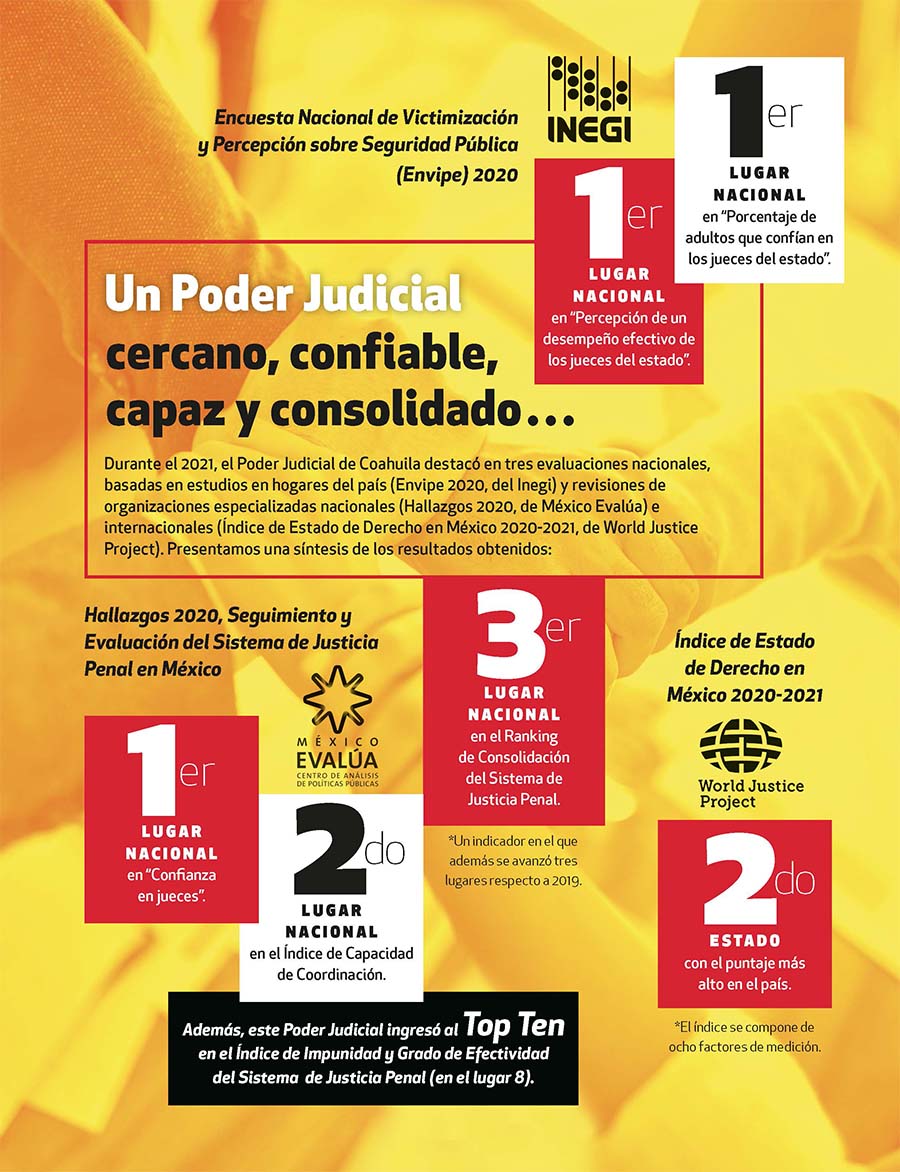 Encuesta Nacional de Victimización
y Percepción sobre Seguridad Pública
(Envipe) 2020
INEGI
1er
LUGAR
NACIONAL
en “Porcentaje de
adultos que confían en
los jueces del estado”.
1er
LUGAR
NACIONAL
en “Percepción de un
desempeño efectivo de
los jueces del estado”.
Un Poder Judicial
cercano, confiable,
capaz y consolidado...
Durante el 2021, el Poder Judicial de Coahuila destacó en tres evaluaciones nacionales,
basadas en estudios en hogares del país (Envipe 2020, del Inegi) y revisiones de
organizaciones especializadas nacionales (Hallazgos 2020, de México Evalúa) e
internacionales (Índice de Estado de Derecho en México 2020-2021, de World Justice
Project). Presentamos una síntesis de los resultados obtenidos:
Hallazgos 2020, Seguimiento y
Evaluación del Sistema de Justicia
Penal en México
MÉXICO
EVALÚA
CENTRO DE ANÁLISIS
DE POLÍTICAS PÚBLICAS
1er
LUGAR
NACIONAL
en “Confianza
en jueces”.
2do
LUGAR
NACIONAL
en el Índice de Capacidad
de Coordinación.
3er
LUGAR
NACIONAL
en el Ranking
de Consolidación
del Sistema de
Justicia Penal.
*Un indicador en el que
además se avanzó tres
lugares respecto a 2019.
Índice de Estado
de Derecho en
México 2020-2021
World Justice
Project
2do
ESTADO
con el puntaje más
alto en el país.
*El índice se compone de
ocho factores de medición.
Además, este Poder Judicial ingresó al Top Ten
en el Índice de Impunidad y Grado de Efectividad
del Sistema de Justicia Penal (en el lugar 8).